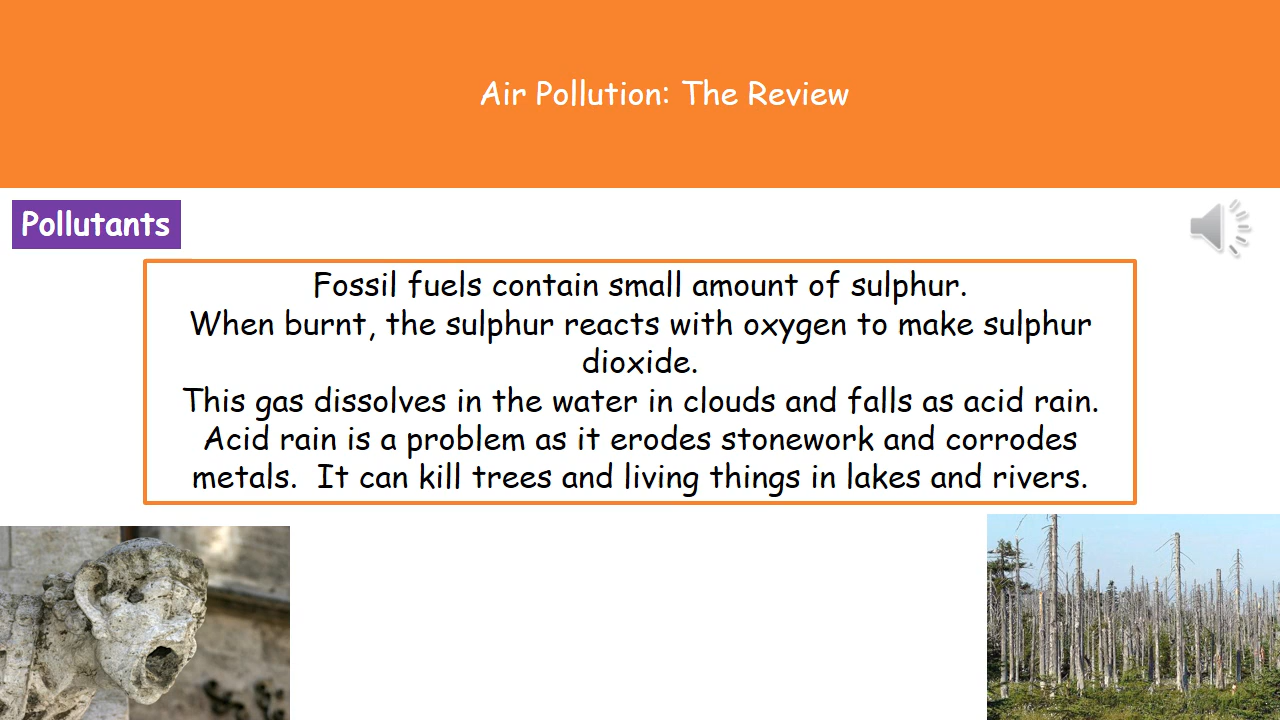 Air Pollution: The Review
Pollutants
Fossil fuels contain small amount of sulphur.
When burnt, the sulphur reacts with oxygen to make sulphur
dioxide.
This gas dissolves in the water in clouds and falls as acid rain.
Acid rain is a problem as it erodes stonework and corrodes
metals.  It can kill trees and living things in lakes and rivers.